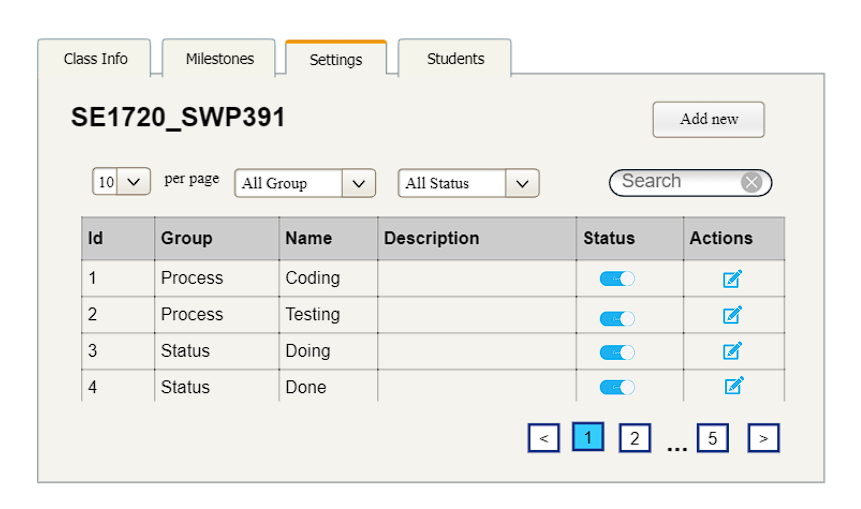 Class Info Milestones Settings Students
SE1720_SWP391 Add new
10 per page All Group All Status Search
Id Group Name Description Status Actions
1 Process Coding
2 Process Testing
3 Status Doing
4 Status Done
< 1 2 ... 5 >